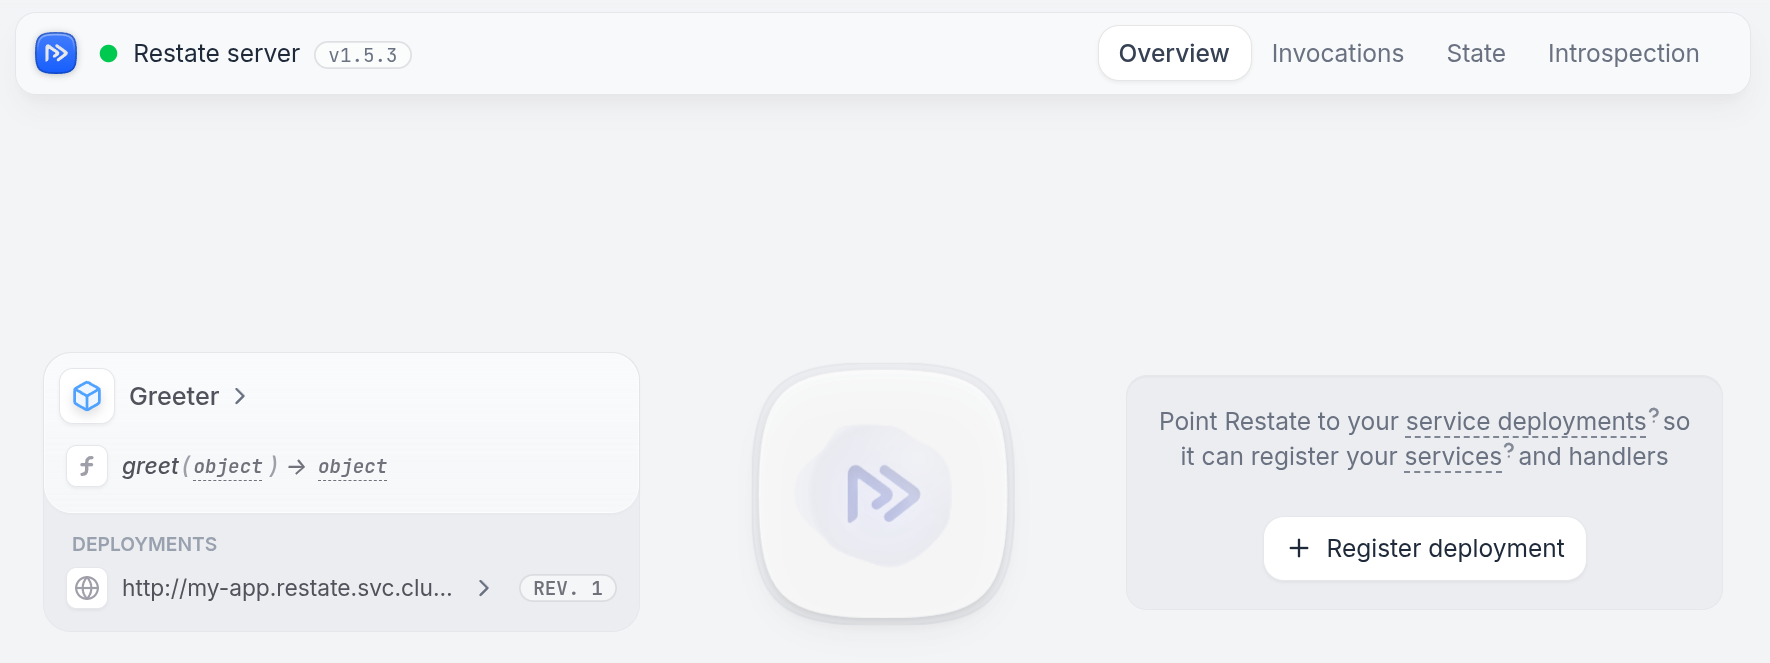 Restate server v1.5.3
Overview Invocations State Introspection
Greeter
greet(object) → object
DEPLOYMENTS
http://my-app.restate.svc.clu... REV. 1
Point Restate to your service deployments? so
it can register your services? and handlers
+ Register deployment